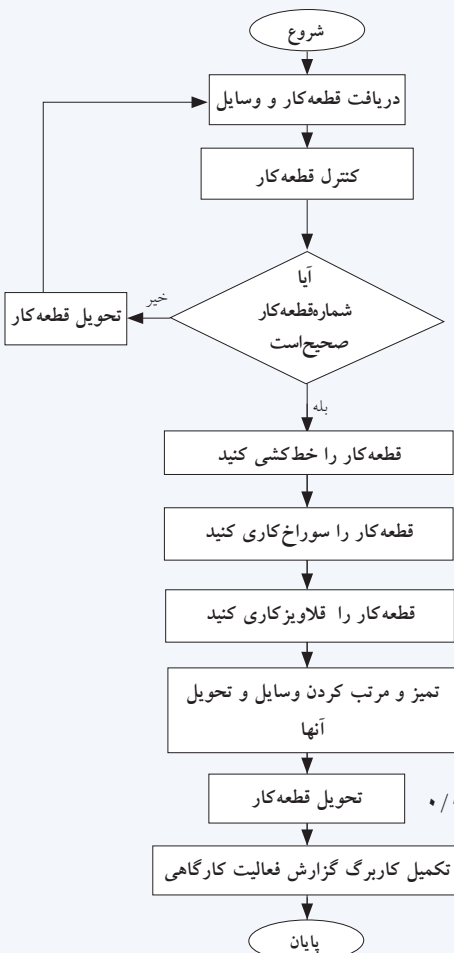 شروع
دریافت قطعه‌کار و وسایل
کنترل قطعه‌کار
آیا
شماره‌قطعه‌کار
صحیح‌است
خیر
تحویل قطعه‌کار
بله
قطعه‌کار را خط‌کشی کنید
قطعه‌کار را سوراخ‌کاری کنید
قطعه‌کار را قلاویزکاری کنید
تمیز و مرتب کردن وسایل و تحویل
آنها
تحویل قطعه‌کار
تکمیل کاربرگ گزارش فعالیت کارگاهی
پایان